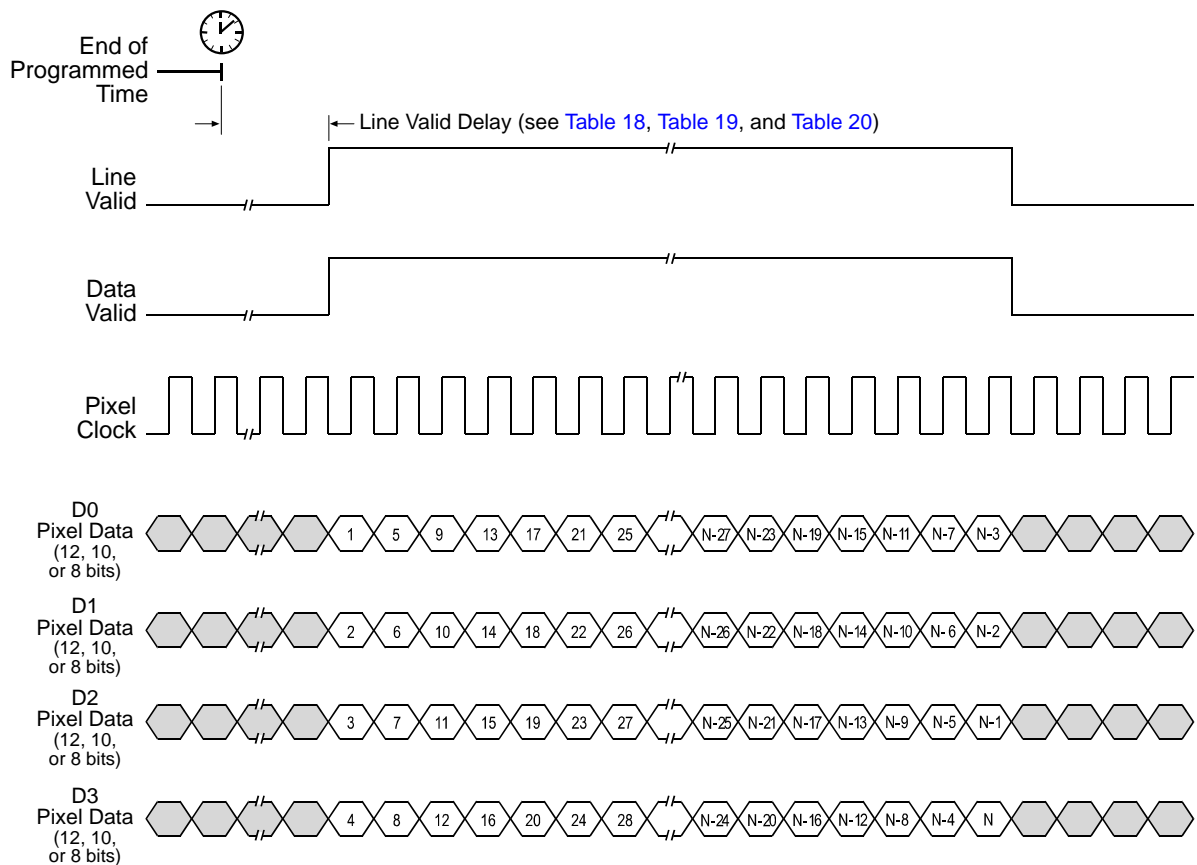 End of
Programmed
Time
Line Valid Delay (see Table 18, Table 19, and Table 20)
Line
Valid
Data
Valid
Pixel
Clock
D0
Pixel Data
(12, 10,
or 8 bits)
1 5 9 13 17 21 25 N-27 N-23 N-19 N-15 N-11 N-7 N-3
D1
Pixel Data
(12, 10,
or 8 bits)
2 6 10 14 18 22 26 N-26 N-22 N-18 N-14 N-10 N-6 N-2
D2
Pixel Data
(12, 10,
or 8 bits)
3 7 11 15 19 23 27 N-25 N-21 N-17 N-13 N-9 N-5 N-1
D3
Pixel Data
(12, 10,
or 8 bits)
4 8 12 16 20 24 28 N-24 N-20 N-16 N-12 N-8 N-4 N